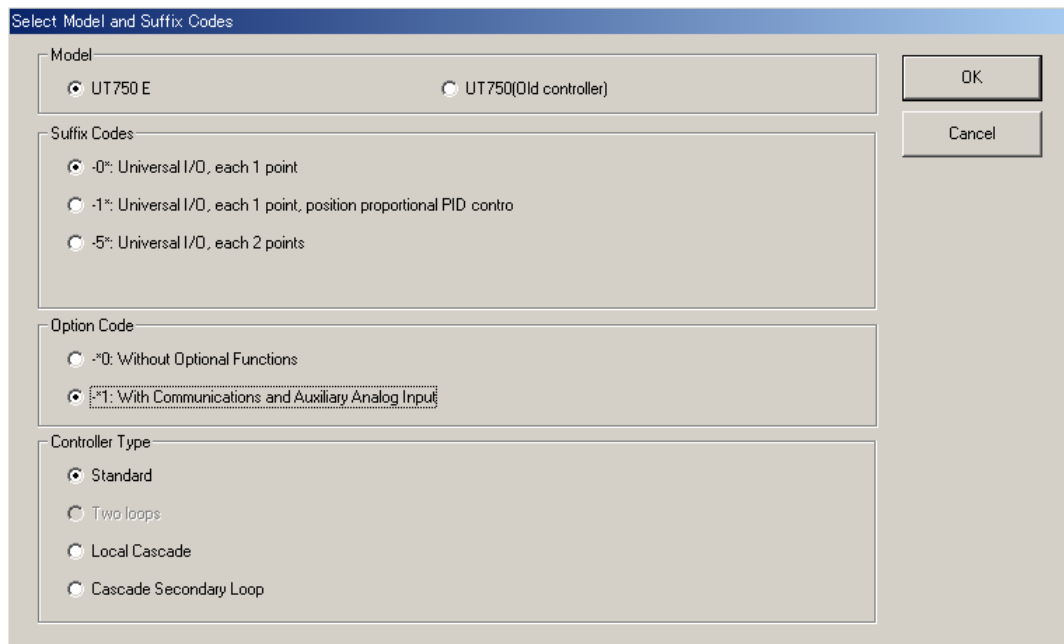 Select Model and Suffix Codes
Model
UT750 E
UT750(Old controller)
OK
Cancel
Suffix Codes
-0*: Universal I/O, each 1 point
-1*: Universal I/O, each 1 point, position proportional PID contro
-5*: Universal I/O, each 2 points
Option Code
-*0: Without Optional Functions
-*1: With Communications and Auxiliary Analog Input
Controller Type
Standard
Two loops
Local Cascade
Cascade Secondary Loop